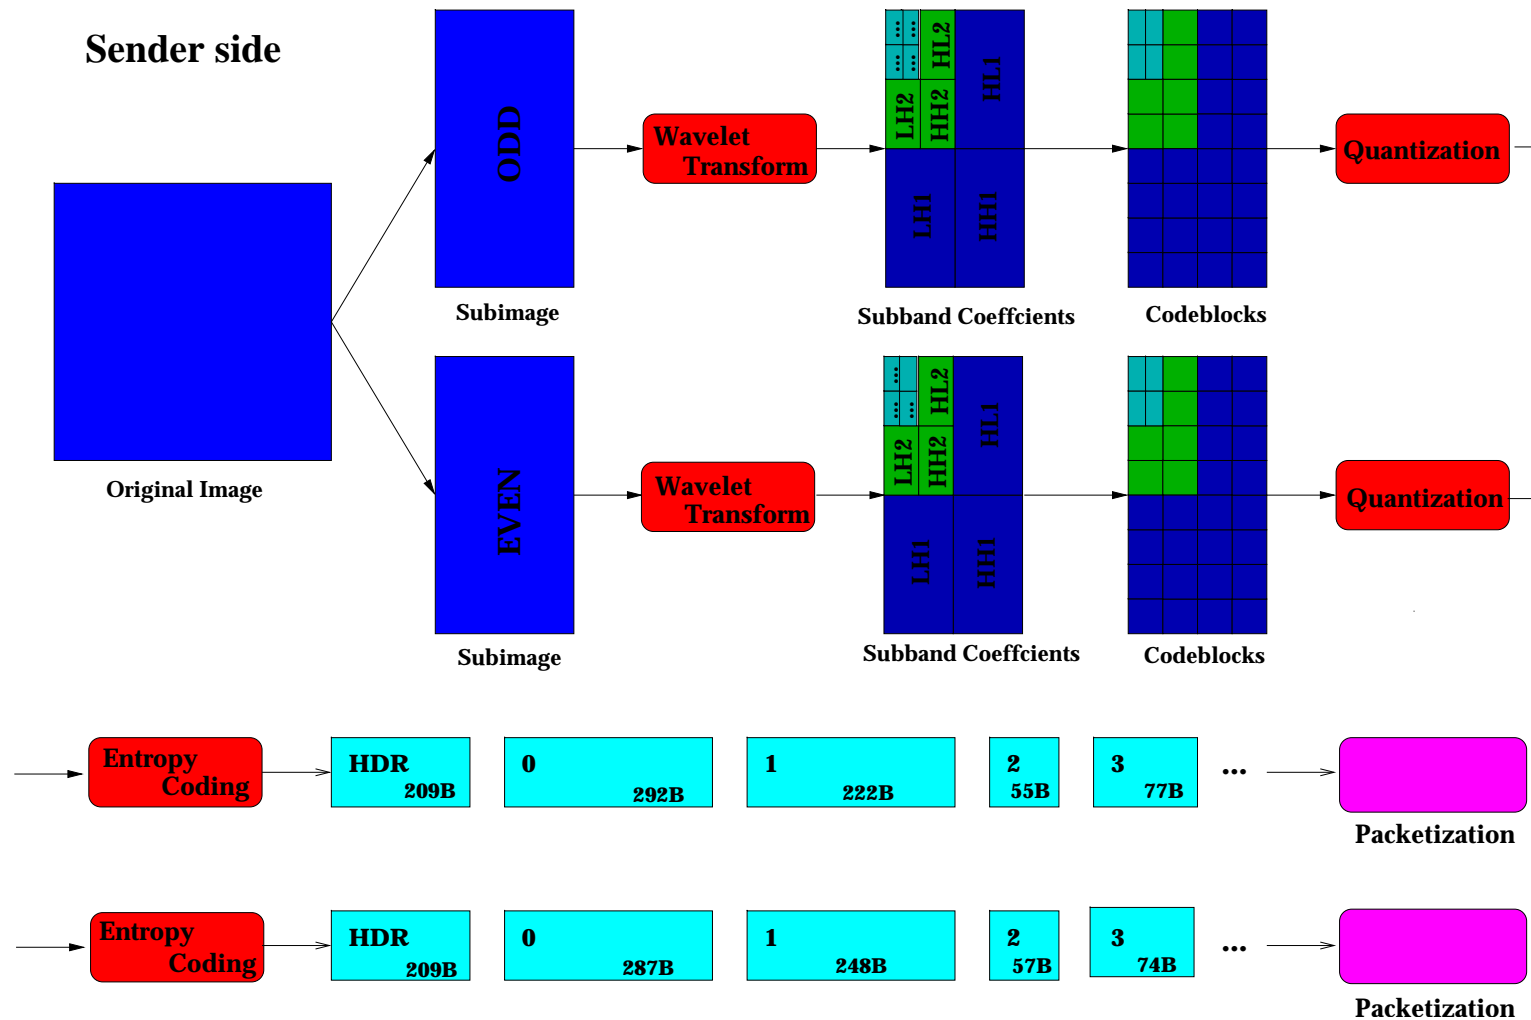 Sender side
ODD
Subimage
Wavelet
Transform
...
...
...
...
HL2
LH2
HH2
HL1
LH1
HH1
Subband Coeffcients
Codeblocks
Quantization
Original Image
EVEN
Subimage
Wavelet
Transform
...
...
...
HL2
LH2
HH2
HL1
LH1
HH1
Subband Coeffcients
Codeblocks
Quantization
Entropy
Coding
HDR
209B
0
292B
1
222B
2
55B
3
77B
...
Packetization
Entropy
Coding
HDR
209B
0
287B
1
248B
2
57B
3
74B
...
Packetization